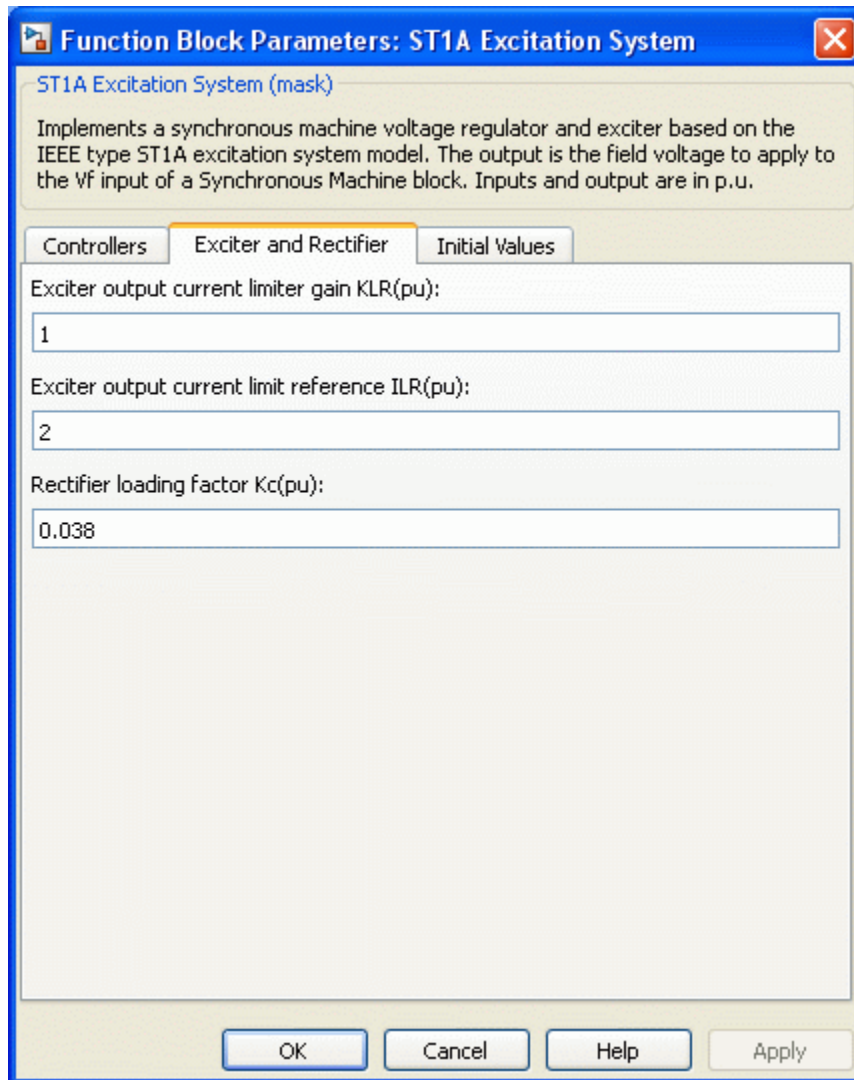 Function Block Parameters: ST1A Excitation System
ST1A Excitation System (mask)
Implements a synchronous machine voltage regulator and exciter based on the
IEEE type ST1A excitation system model. The output is the field voltage to apply to
the Vf input of a Synchronous Machine block. Inputs and output are in p.u.
Controllers Exciter and Rectifier Initial Values
Exciter output current limiter gain KLR(pu):
1
Exciter output current limit reference ILR(pu):
2
Rectifier loading factor Kc(pu):
0.038
OK Cancel Help Apply